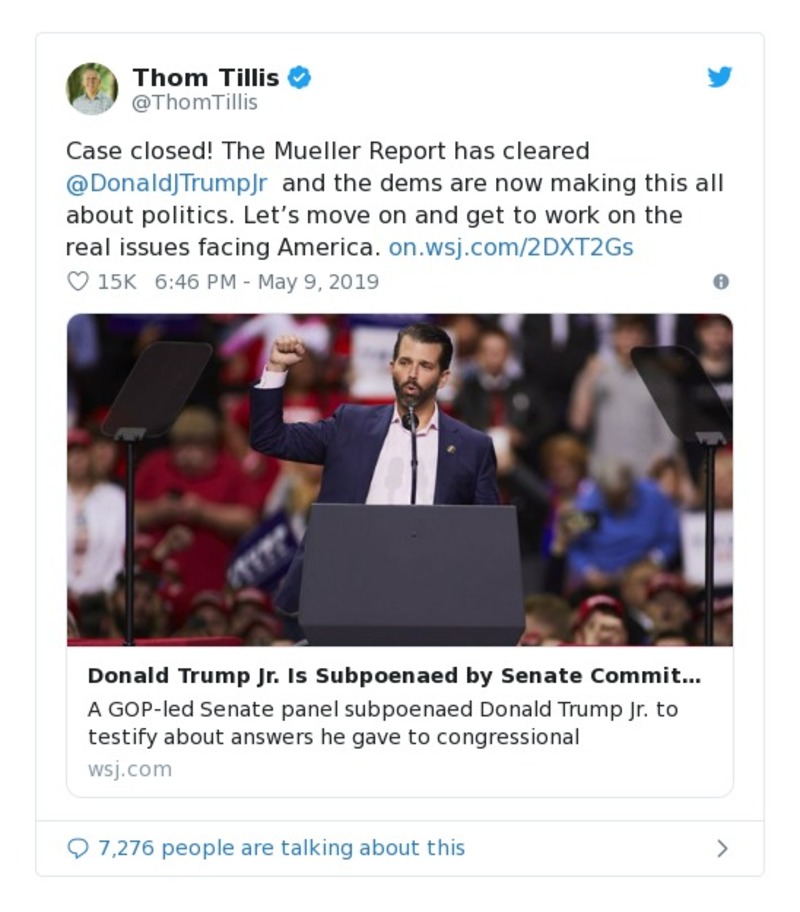 Thom Tillis
@ThomTillis
Case closed! The Mueller Report has cleared
@DonaldJTrumpJr and the dems are now making this all
about politics. Let’s move on and get to work on the
real issues facing America. on.wsj.com/2DXT2Gs
15K 6:46 PM - May 9, 2019
Donald Trump Jr. Is Subpoenaed by Senate Commit...
A GOP-led Senate panel subpoenaed Donald Trump Jr. to
testify about answers he gave to congressional
wsj.com
7,276 people are talking about this